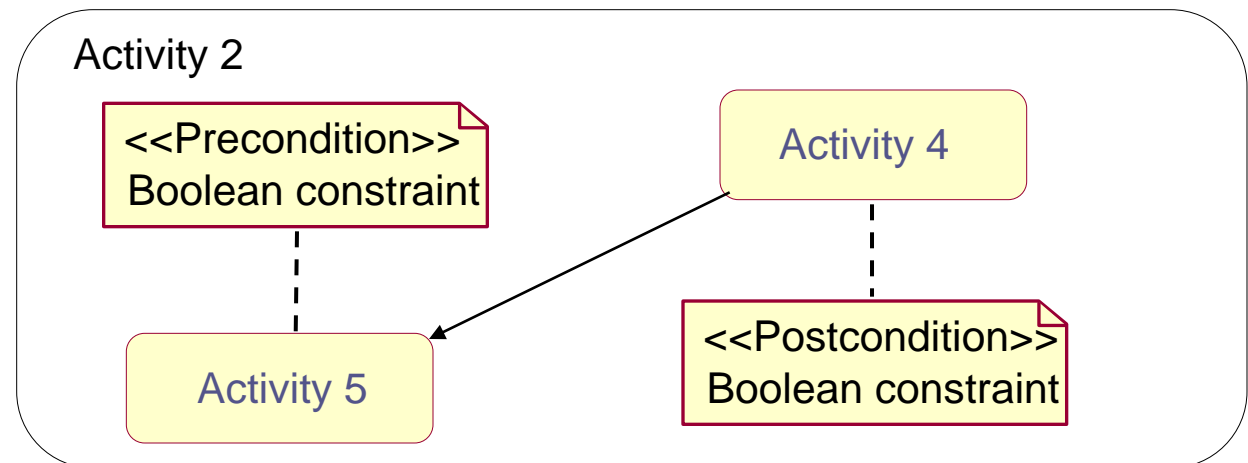 Activity 2
<<Precondition>>
Boolean constraint
Activity 4
Activity 5
<<Postcondition>>
Boolean constraint